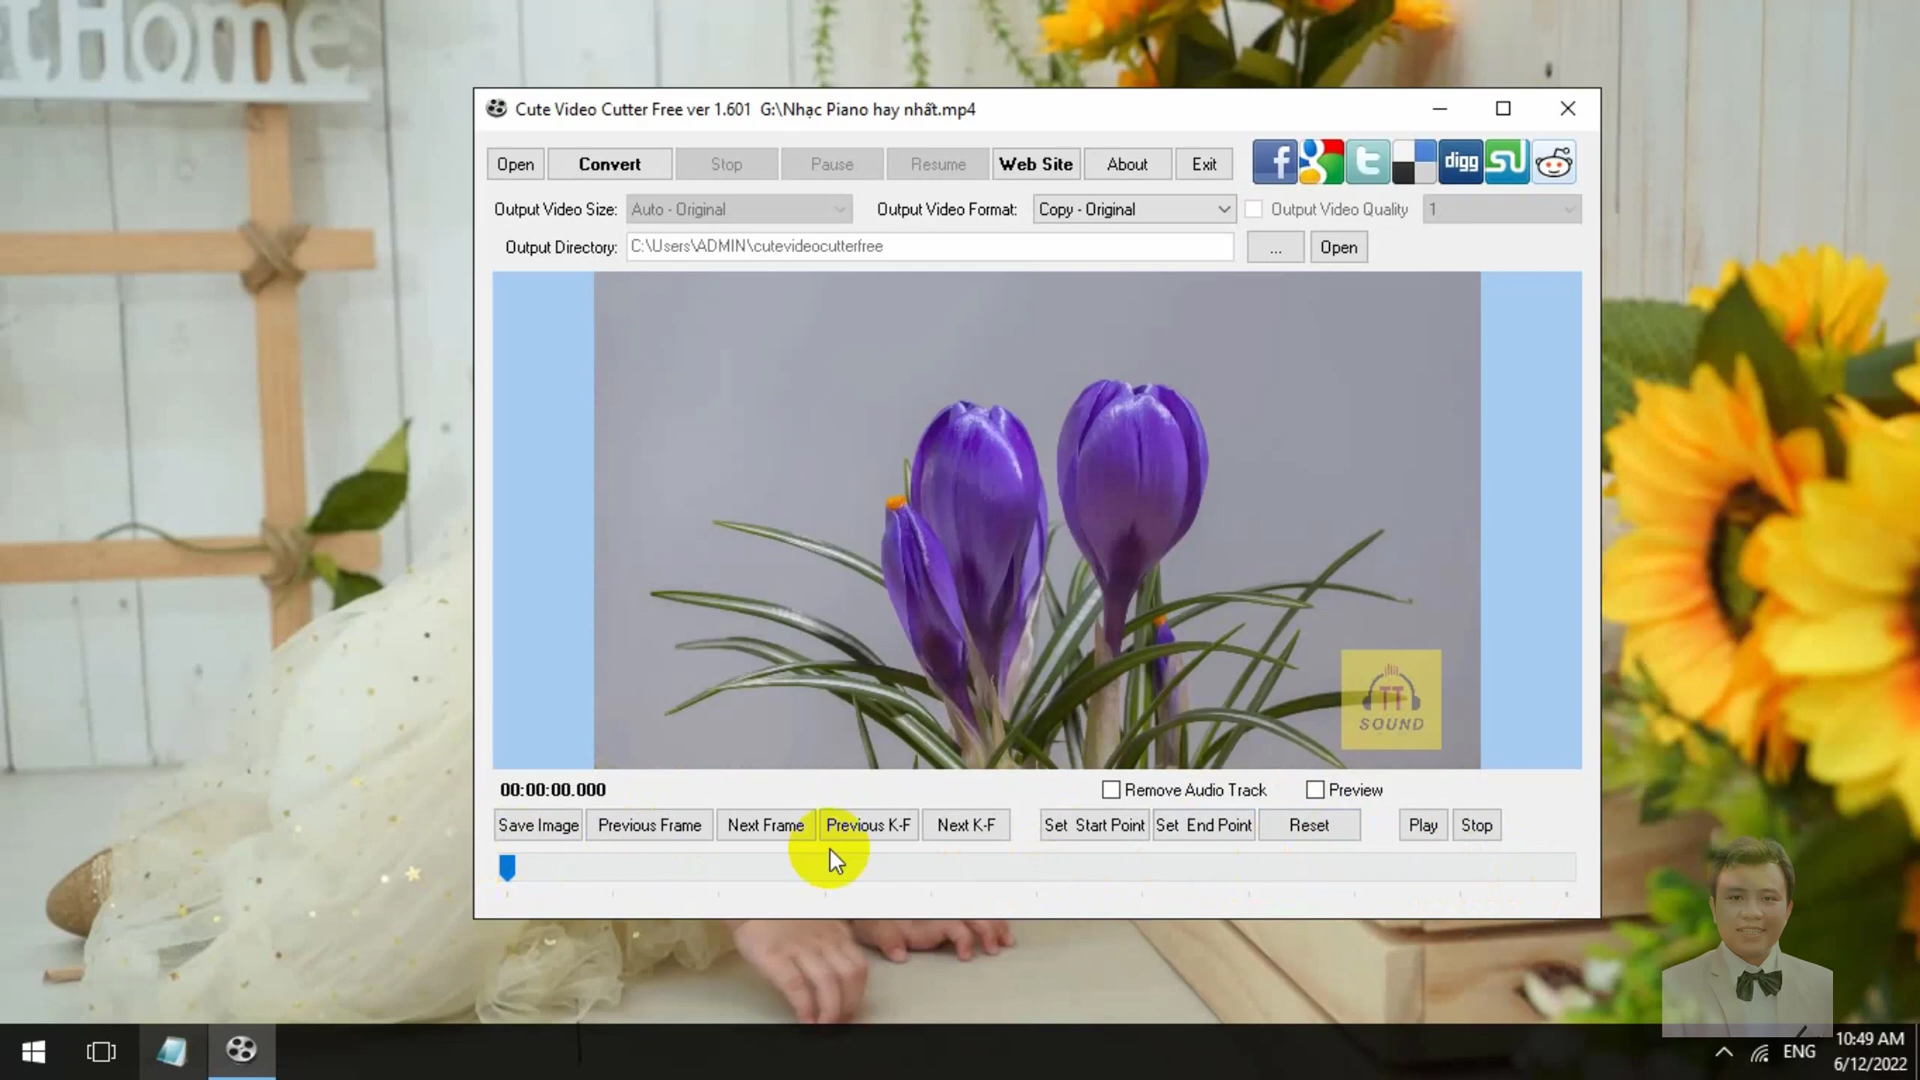 tHome
Cute Video Cutter Free ver 1.601 G:\Nhạc Piano hay nhất.mp4
Open Convert Stop Pause Resume Web Site About Exit
f t digg
Output Video Size: Auto - Original Output Video Format: Copy - Original Output Video Quality 1
Output Directory: C:\Users\ADMIN\cutevideocutterfree ... Open
TT
SOUND
00:00:00.000 Remove Audio Track Preview
Save Image Previous Frame Next Frame Previous K-F Next K-F Set Start Point Set End Point Reset Play Stop
ENG
10:49 AM
6/12/2022